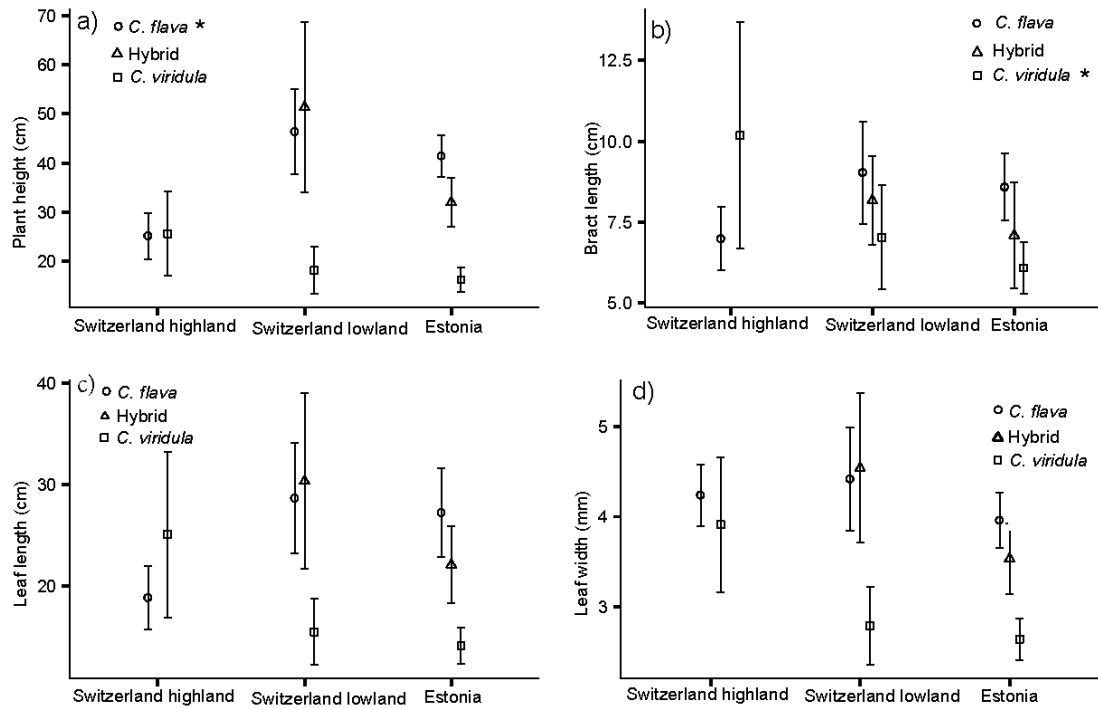 a)
C. flava *
Hybrid
C. viridula
70
60
50
40
30
20
Plant height (cm)
Switzerland highland
Switzerland lowland
Estonia
b)
C. flava
Hybrid
C. viridula *
12.5
10.0
7.5
5.0
Bract length (cm)
Switzerland highland
Switzerland lowland
Estonia
c)
C. flava
Hybrid
C. viridula
40
30
20
Leaf length (cm)
Switzerland highland
Switzerland lowland
Estonia
d)
C. flava
Hybrid
C. viridula
5
4
3
Leaf width (mm)
Switzerland highland
Switzerland lowland
Estonia